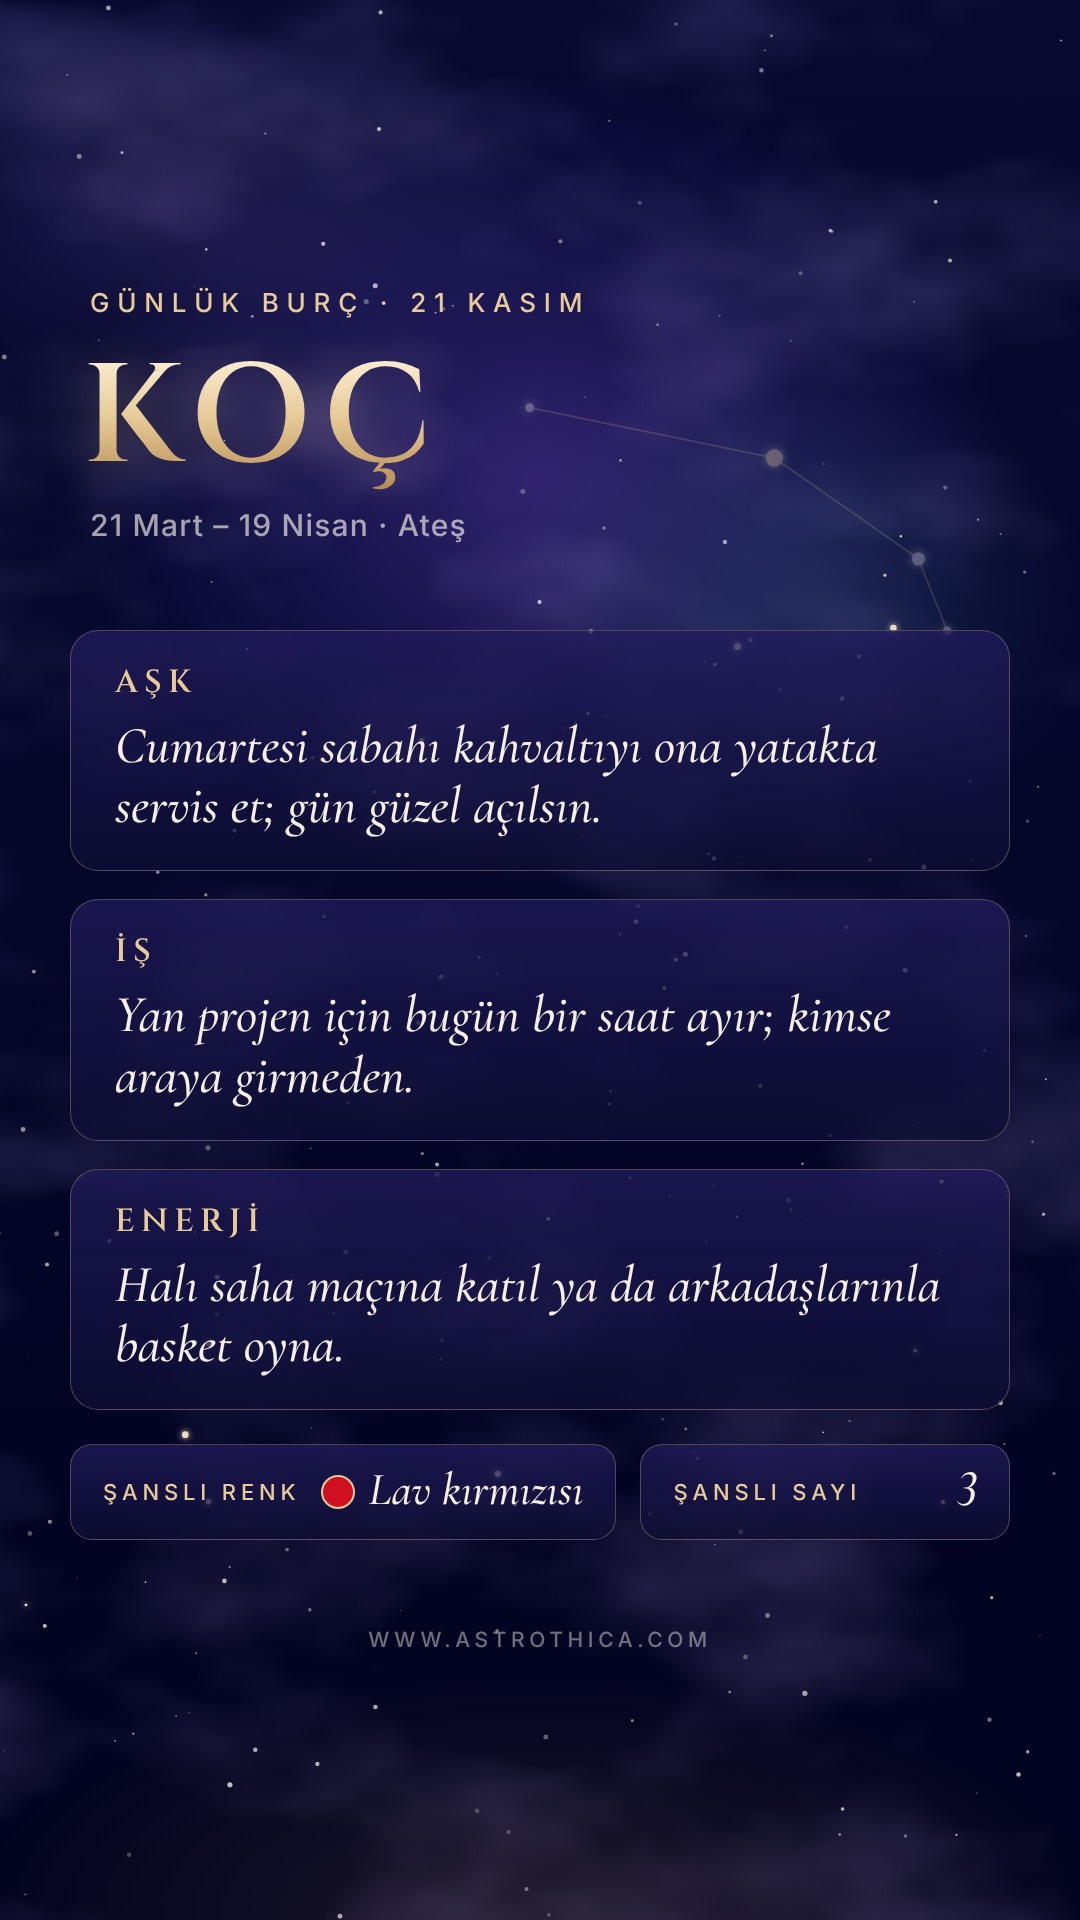 GÜNLÜK BURÇ · 21 KASIM
KOÇ
21 Mart – 19 Nisan · Ateş
AŞK
Cumartesi sabahı kahvaltıyı ona yatakta
servis et; gün güzel açılsın.
İŞ
Yan projen için bugün bir saat ayır; kimse
araya girmeden.
ENERJİ
Halı saha maçına katıl ya da arkadaşlarınla
basket oyna.
ŞANSLI RENK Lav kırmızısı
ŞANSLI SAYI 3
WWW.ASTROTHICA.COM